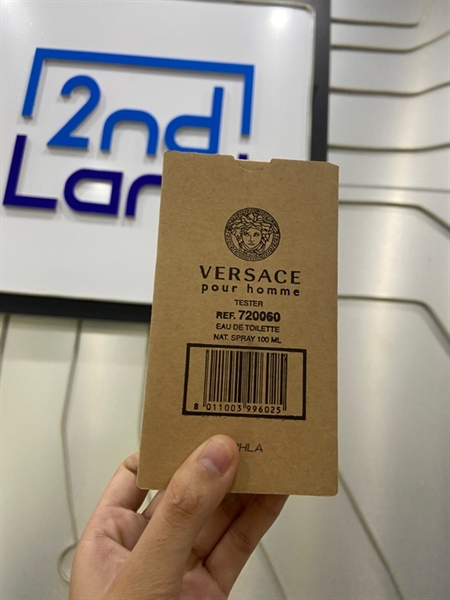 2nd
VERSACE
pour homme
TESTER
REF. 720060
EAU DE TOILETTE
NAT. SPRAY 100 ML
8 011003 996025